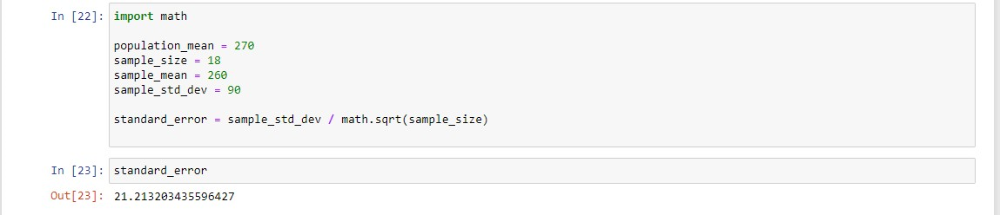 In [22]: import math
population_mean = 270
sample_size = 18
sample_mean = 260
sample_std_dev = 90
standard_error = sample_std_dev / math.sqrt(sample_size)
In [23]: standard_error
Out[23]: 21.213203435596427